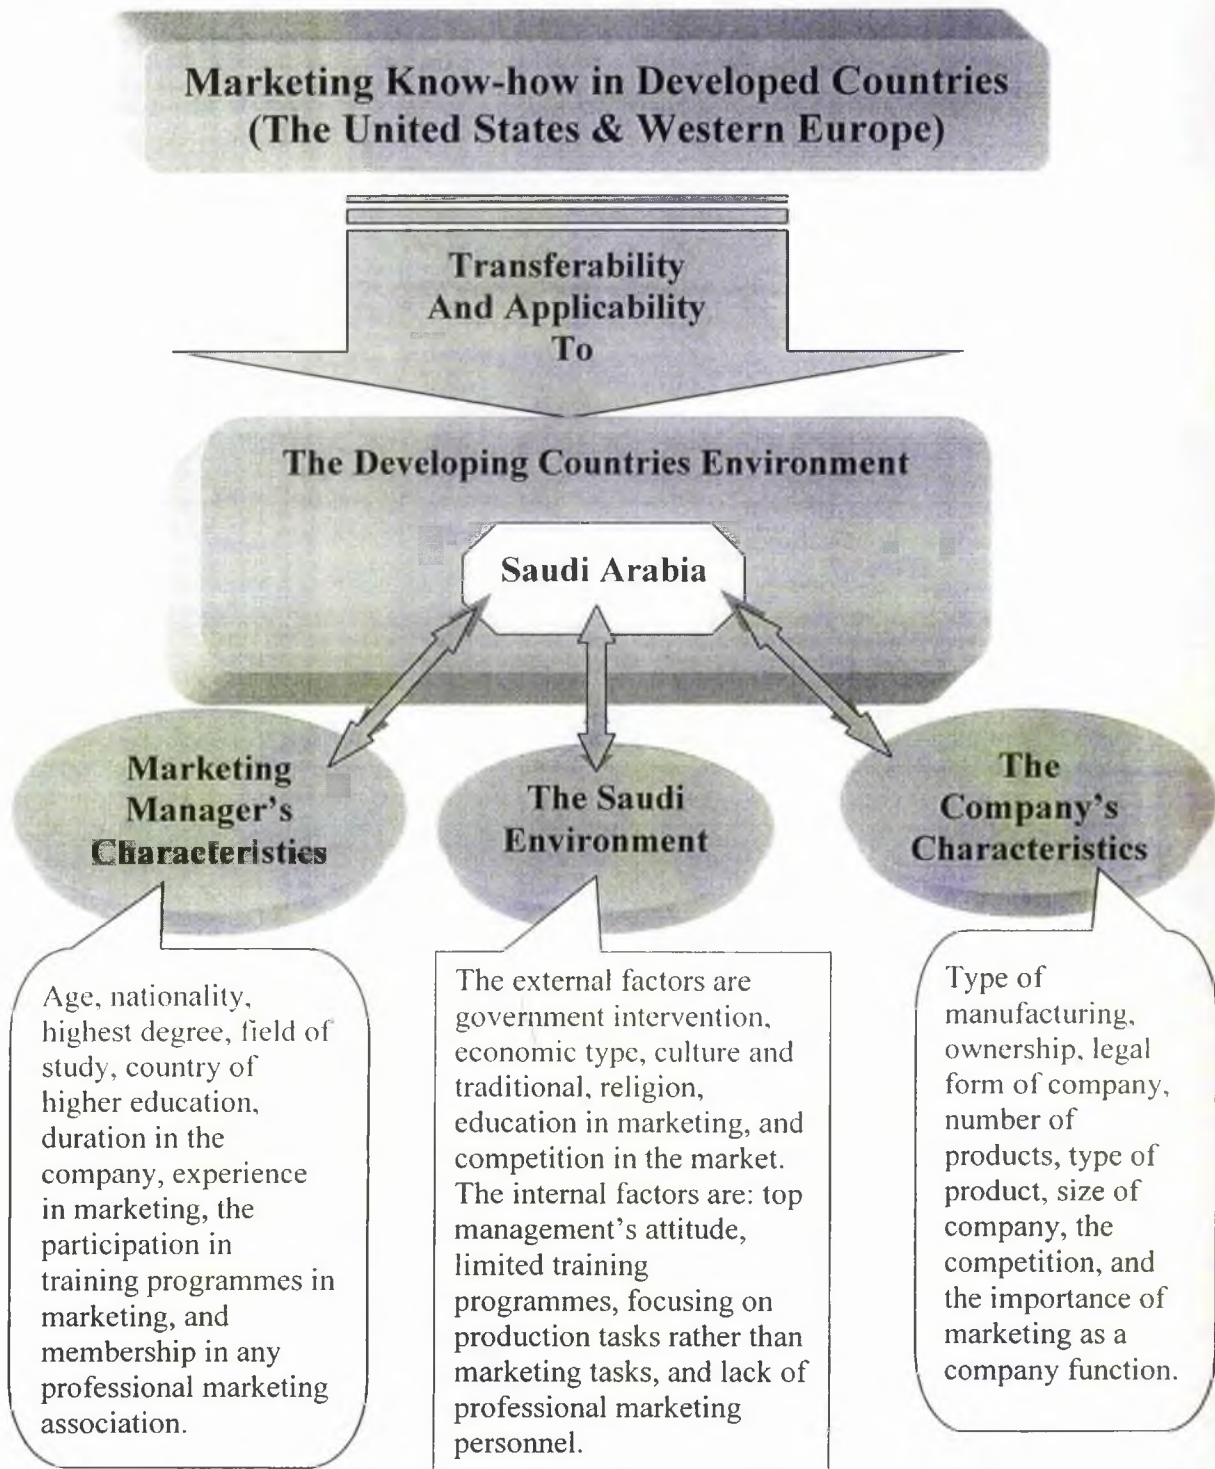 Marketing Know-how in Developed Countries
(The United States & Western Europe)
Transferability
And Applicability
To
The Developing Countries Environment
Saudi Arabia
Marketing
Manager's
Characteristics
The Saudi
Environment
The
Company's
Characteristics
Age, nationality,
highest degree, field of
study, country of
higher education,
duration in the
company, experience
in marketing, the
participation in
training programmes in
marketing, and
membership in any
professional marketing
association.
The external factors are
government intervention,
economic type, culture and
traditional, religion,
education in marketing, and
competition in the market.
The internal factors are: top
management's attitude,
limited training
programmes, focusing on
production tasks rather than
marketing tasks, and lack of
professional marketing
personnel.
Type of
manufacturing,
ownership, legal
form of company,
number of
products, type of
product, size of
company, the
competition, and
the importance of
marketing as a
company function.